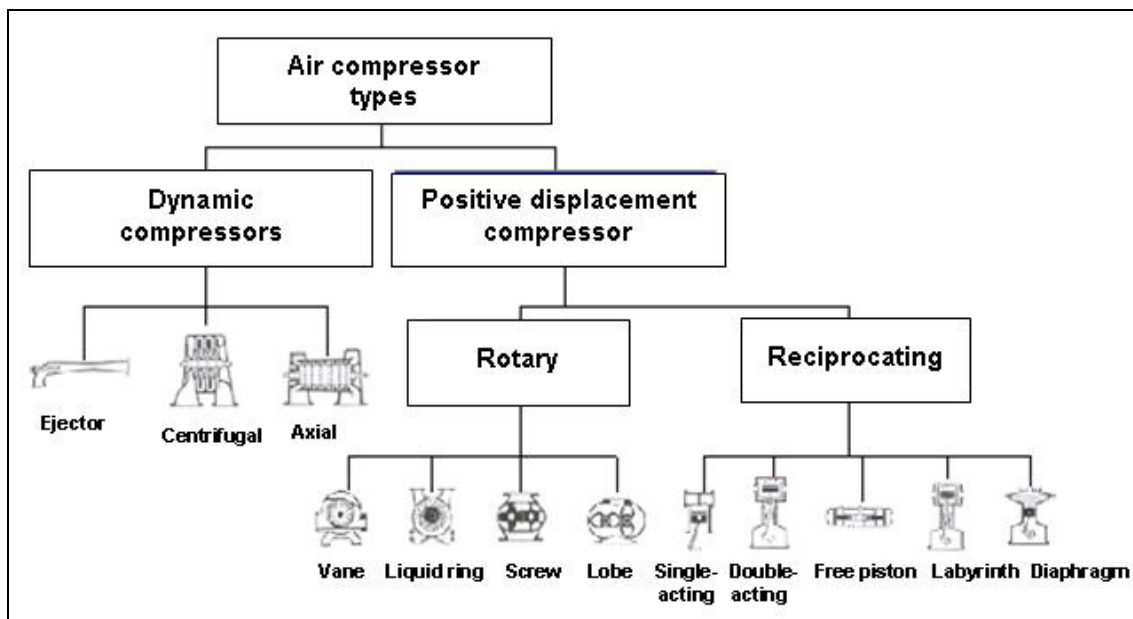 Air compressor
types
Dynamic
compressors
Positive displacement
compressor
Rotary
Reciprocating
Ejector
Centrifugal
Axial
Vane
Liquid ring
Screw
Lobe
Single-
acting
Double-
acting
Free piston
Labyrinth
Diaphragm